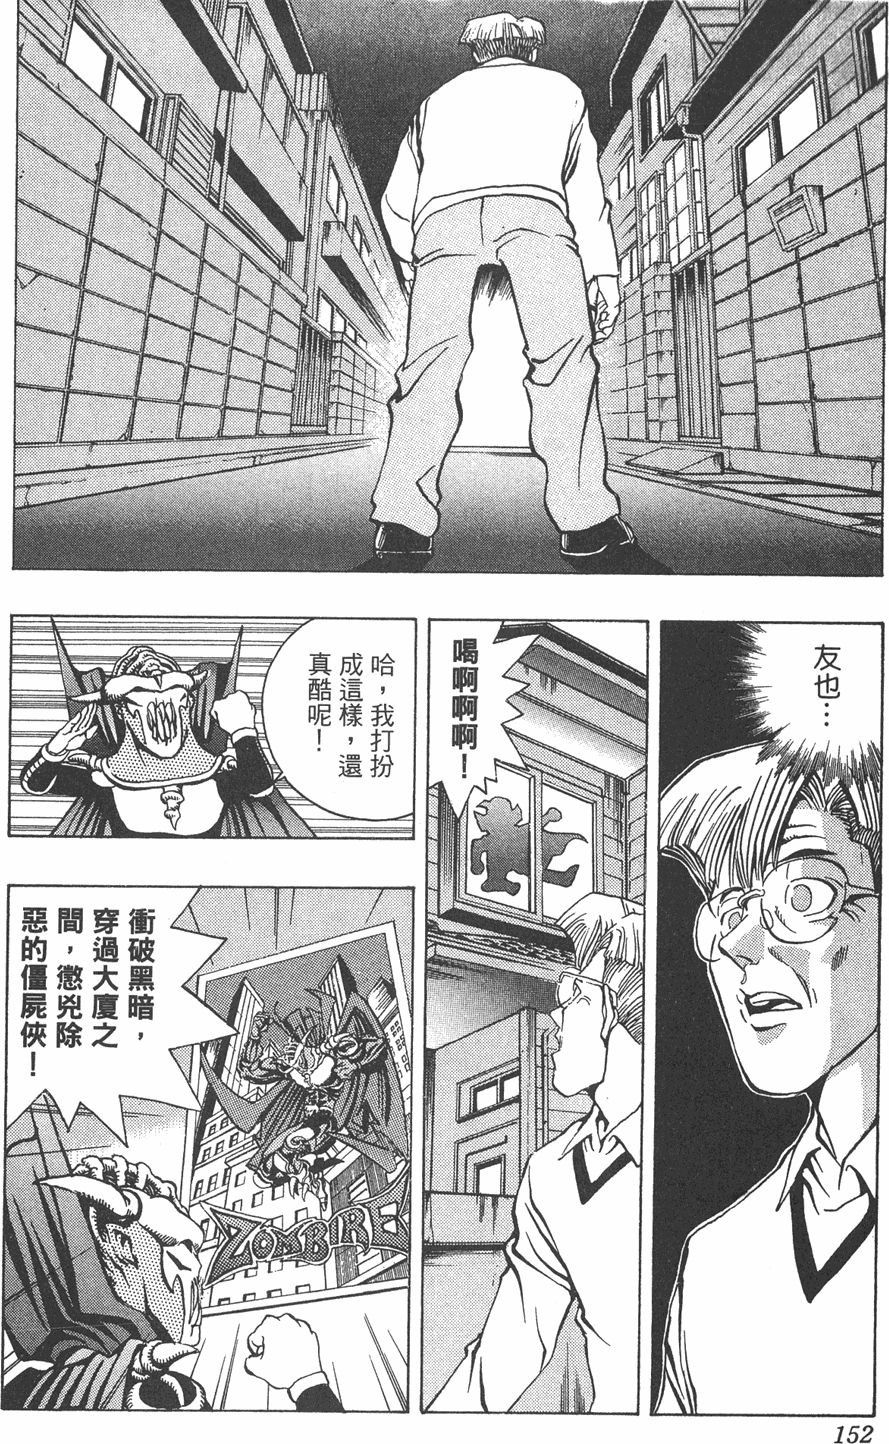 友也…
喝啊啊啊！
哈，我打扮
成這樣，還
真酷呢！
衝破黑暗，
穿過大廈之
間，懲兇除
惡的僵屍俠！
ZOMBIRE
152